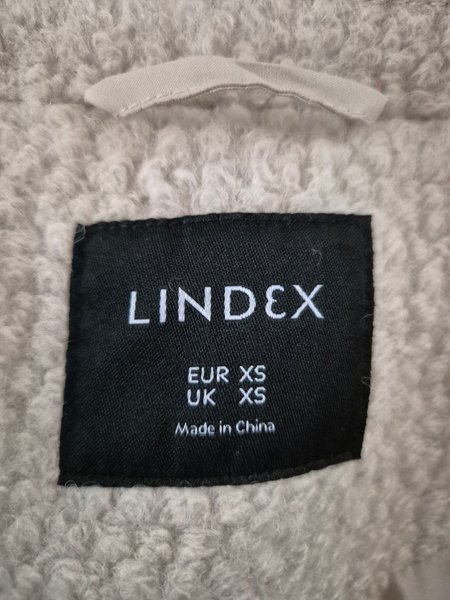 LINDEX
EUR XS
UK XS
Made in China